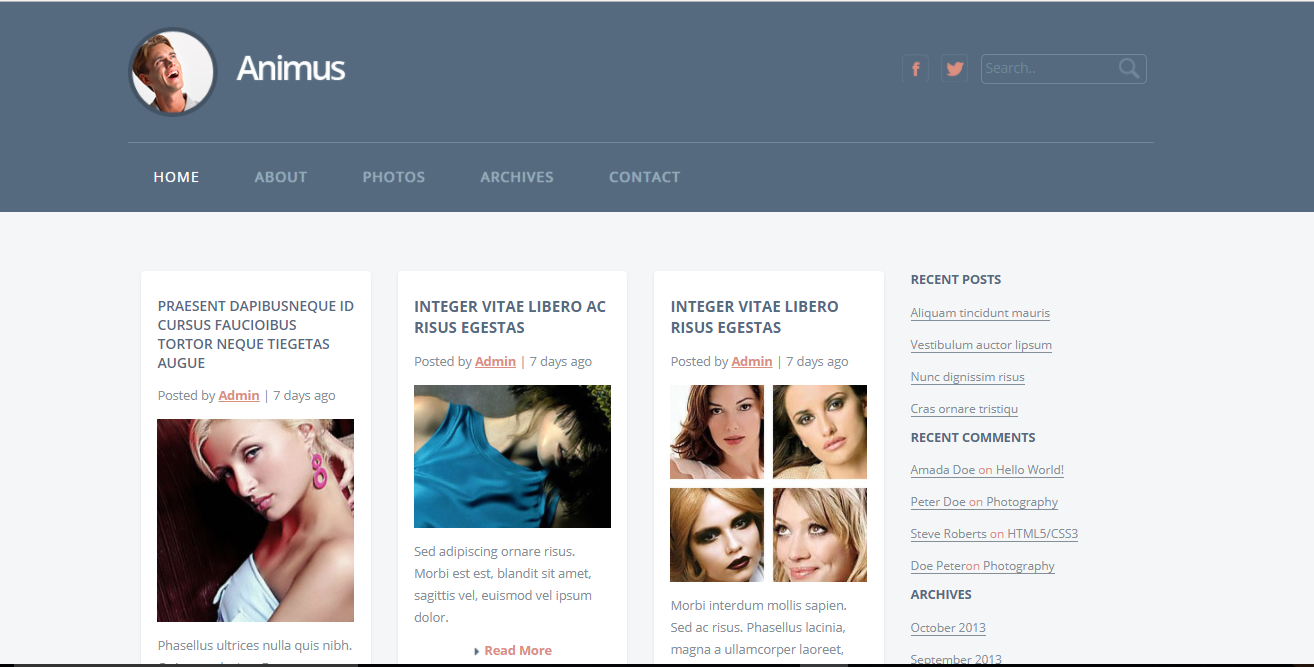 Animus
f
Search..
HOME
ABOUT
PHOTOS
ARCHIVES
CONTACT
PRAESENT DAPIBUSNEQUE ID
CURSUS FAUCIOIBUS
TORTOR NEQUE TIEGETAS
AUGUE
Posted by Admin | 7 days ago
Phasellus ultrices nulla quis nibh.
INTEGER VITAE LIBERO AC
RISUS EGESTAS
Posted by Admin | 7 days ago
Sed adipiscing ornare risus.
Morbi est est, blandit sit amet,
sagittis vel, euismod vel ipsum
dolor.
Read More
INTEGER VITAE LIBERO
RISUS EGESTAS
Posted by Admin | 7 days ago
Morbi interdum mollis sapien.
Sed ac risus. Phasellus lacinia,
magna a ullamcorper laoreet,
RECENT POSTS
Aliquam tincidunt mauris
Vestibulum auctor lipsum
Nunc dignissim risus
Cras ornare tristiqu
RECENT COMMENTS
Amada Doe on Hello World!
Peter Doe on Photography
Steve Roberts on HTML5/CSS3
Doe Peteron Photography
ARCHIVES
October 2013
September 2013